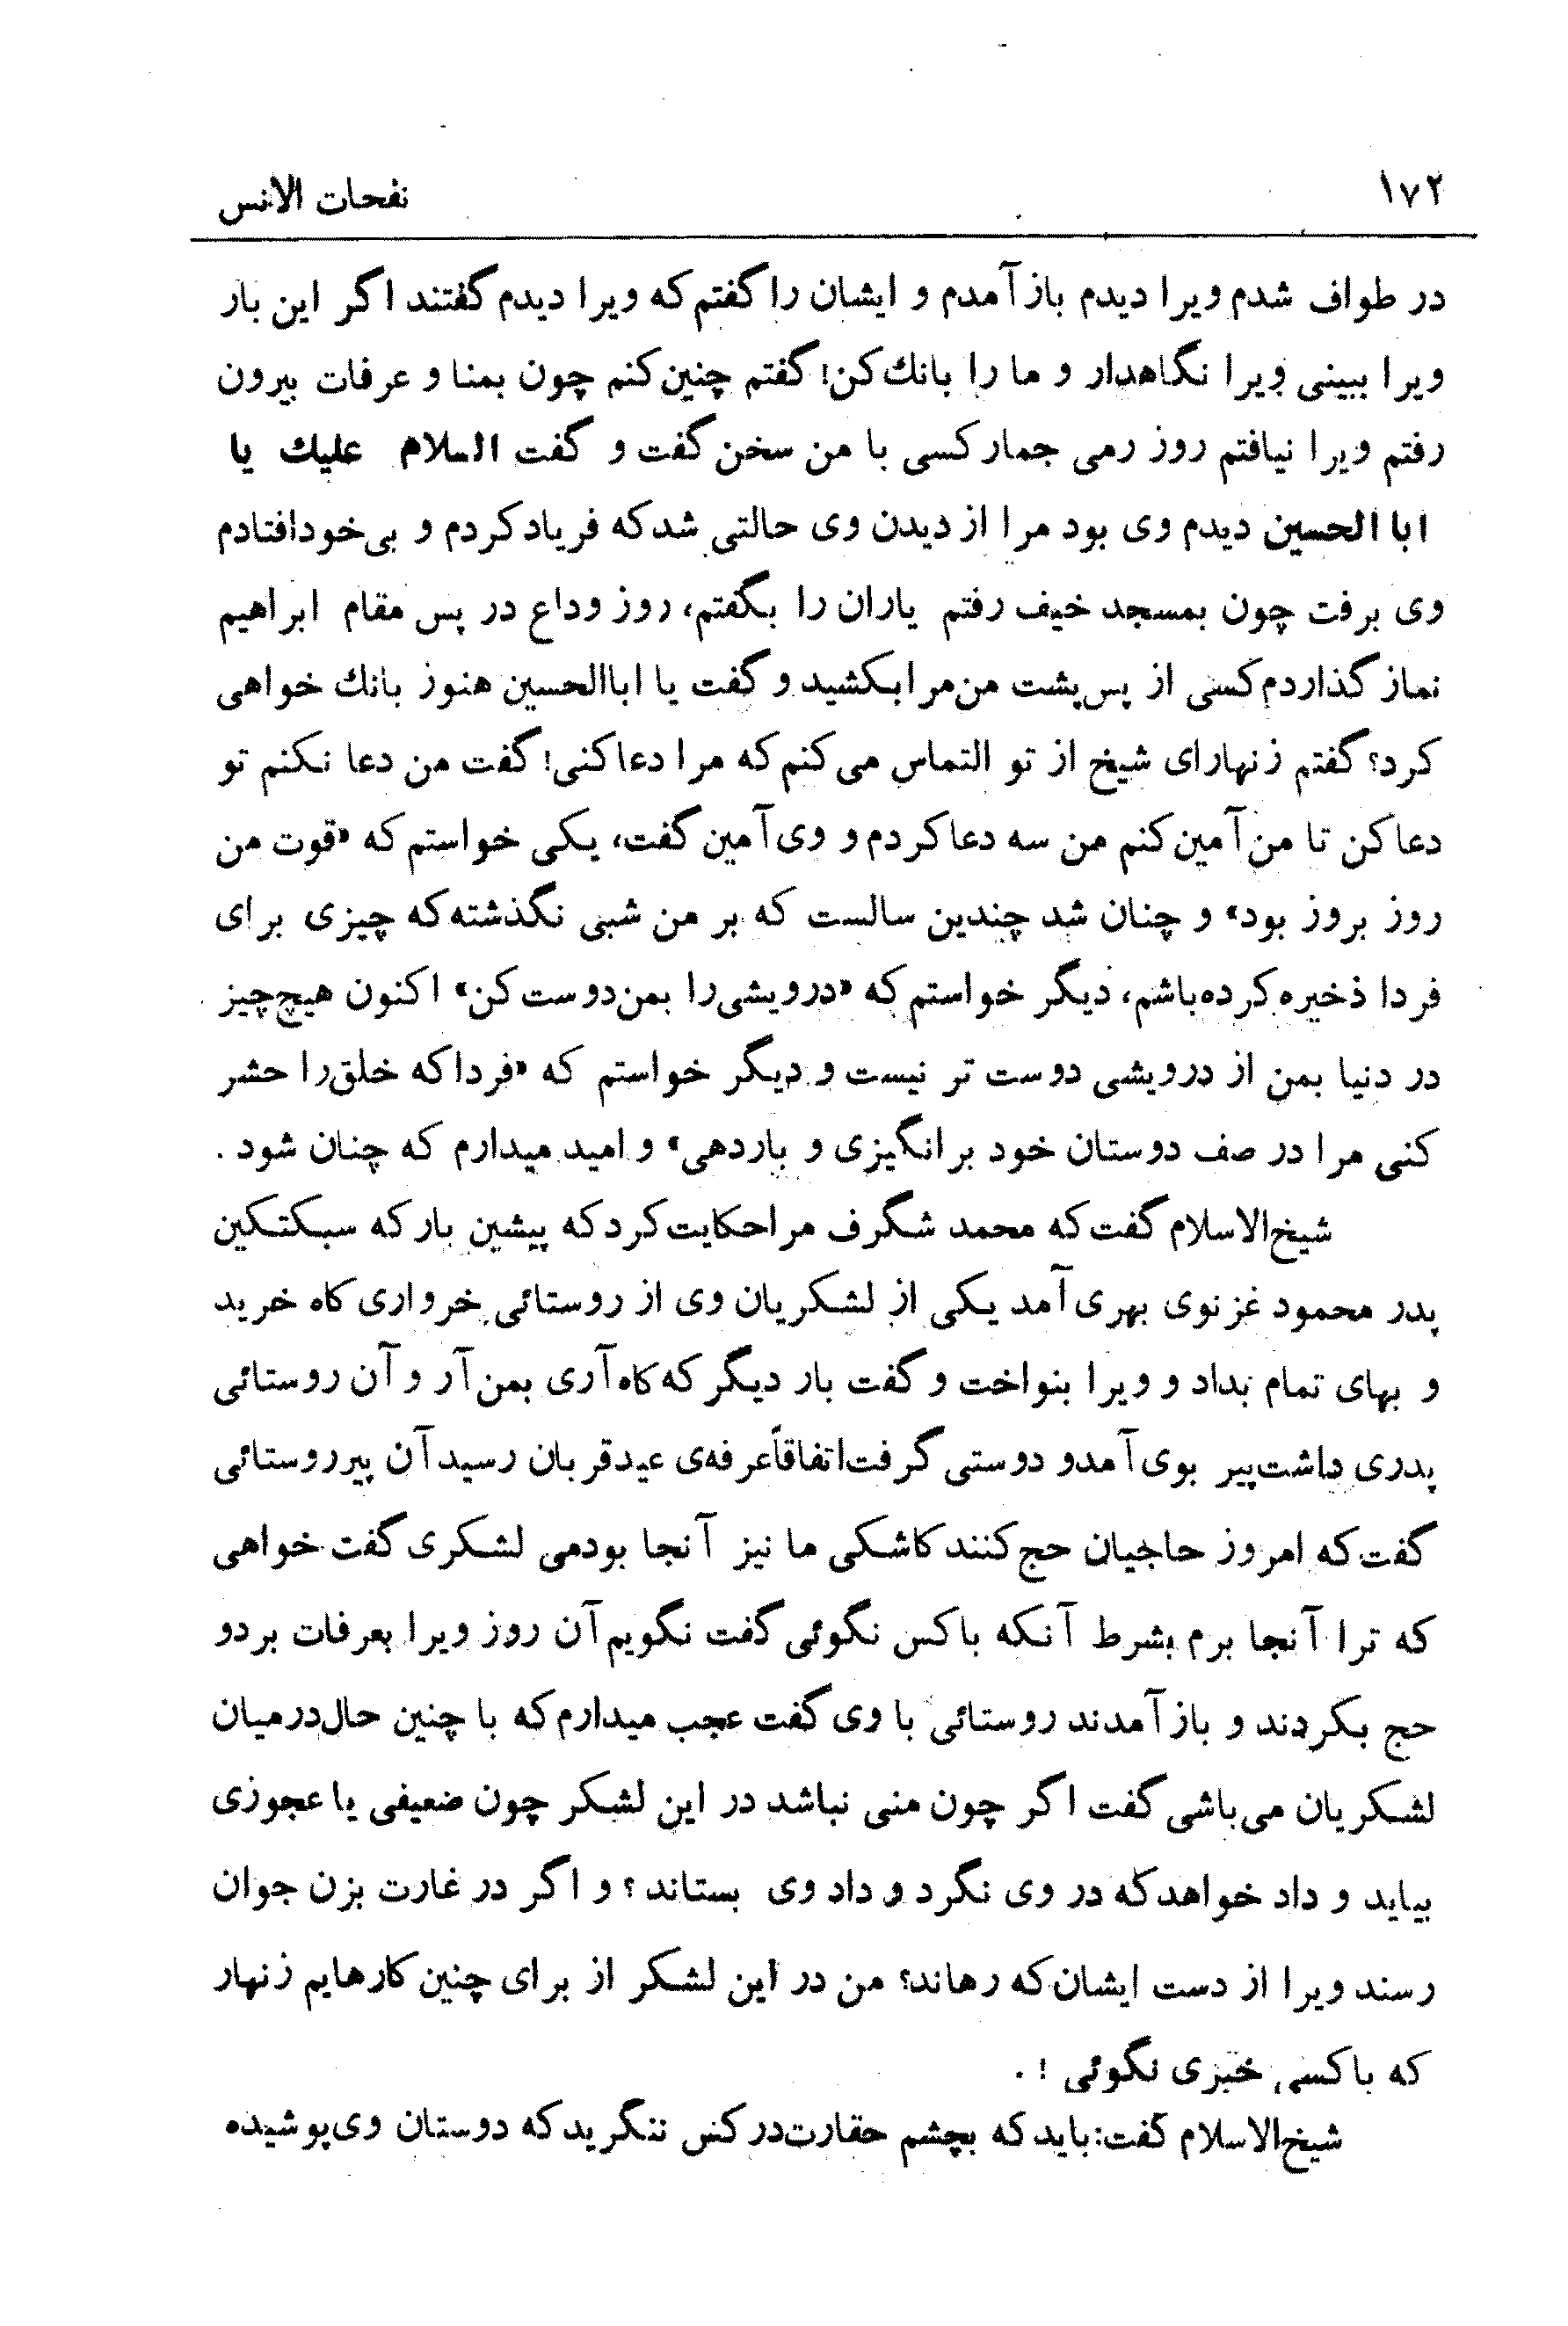 ۱۷۲
نفحات الانس
در طواف شدم ویرا دیدم باز آمدم و ایشان را گفتم که ویرا دیدم گفتند اگر این بار
ویرا ببینی ویرا نگاهدار و ما را بانك کن! گفتم چنین کنم چون بمنا و عرفات بیرون
رفتم ویرا نیافتم روز رمی جمار کسی با من سخن گفت و گفت السلام علیك یا
ابا الحسین دیدم وی بود مرا از دیدن وی حالتی شد که فریاد کردم و بی‌خود افتادم
وی برفت چون بمسجد خیف رفتم یاران را بگفتم، روز وداع در پس مقام ابراهیم
نماز گذاردم کسی از پس پشت من مرا بکشید و گفت یا ابا الحسین هنوز بانك خواهی
کرد؟ گفتم زنهار ای شیخ از تو التماس می کنم که مرا دعا کنی! گفت من دعا نکنم تو
دعا کن تا من آمین کنم من سه دعا کردم و وی آمین گفت، یکی خواستم که «قوت من
روز بروز بود» و چنان شد چندین سالست که بر من شبی نگذشته که چیزی برای
فردا ذخیره کرده باشم، دیگر خواستم که «درویشی را بمن دوست کن» اکنون هیچ چیز
در دنیا بمن از درویشی دوست تر نیست و دیگر خواستم که «فردا که خلق را حشر
کنی مرا در صف دوستان خود بر انگیزی و بار دهی» و امید میدارم که چنان شود .
شیخ الاسلام گفت که محمد شگرف مرا حکایت کرد که پیشین بار که سبکتکین
پدر محمود غزنوی بهری آمد یکی از لشکریان وی از روستائی خرواری کاه خرید
و بهای تمام بداد و ویرا بنواخت و گفت بار دیگر که کاه آری بمن آر و آن روستائی
پدری داشت پیر بوی آمد و دوستی گرفت اتفاقاً عرفه‌ی عید قربان رسید آن پیر روستائی
گفت که امروز حاجیان حج کنند کاشکی ما نیز آنجا بودمی لشکری گفت خواهی
که ترا آنجا برم بشرط آنکه با کس نگوئی گفت نگویم آن روز ویرا بعرفات برد و
حج بکردند و باز آمدند روستائی با وی گفت عجب میدارم که با چنین حال در میان
لشکریان می باشی گفت اگر چون منی نباشد در این لشکر چون ضعیفی یا عجوزی
بیاید و داد خواهد که در وی نگرد و داد وی بستاند ؟ و اگر در غارت بزن جوان
رسند ویرا از دست ایشان که رهاند؟ من در این لشکر از برای چنین کارهایم زنهار
که با کسی خبری نگوئی ! .
شیخ الاسلام گفت: باید که بچشم حقارت در کس ننگرید که دوستان وی پوشیده